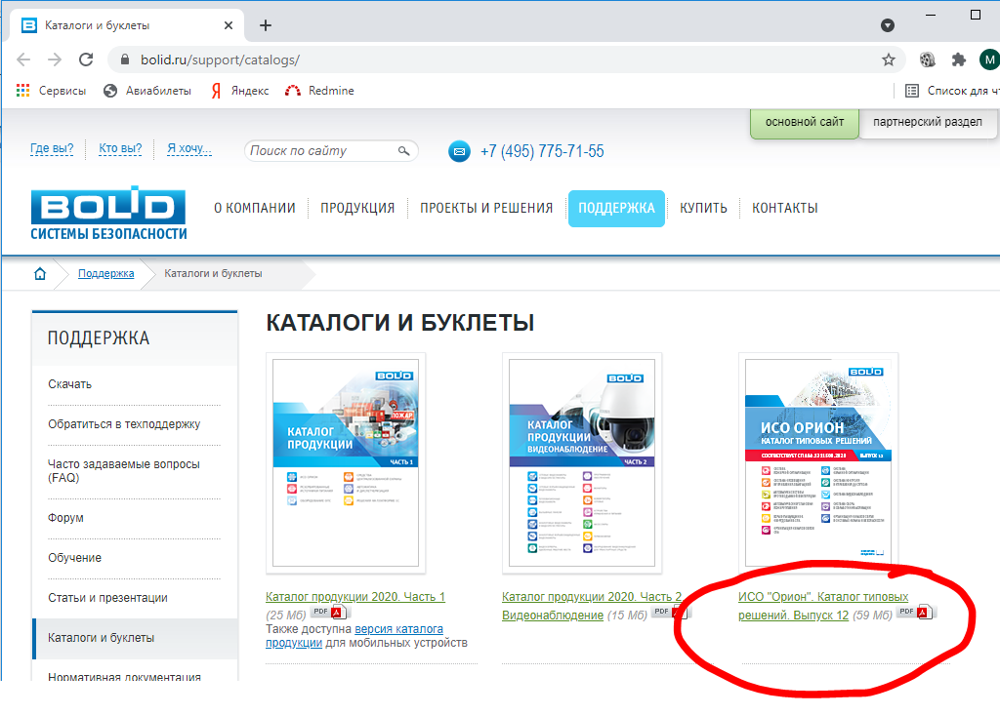 Каталоги и буклеты
bolid.ru/support/catalogs/
M
Сервисы
Авиабилеты
Яндекс
Redmine
Список для чт
основной сайт
партнерский раздел
Где вы?
Кто вы?
Я хочу...
Поиск по сайту
+7 (495) 775-71-55
BOLID
СИСТЕМЫ БЕЗОПАСНОСТИ
О КОМПАНИИ
ПРОДУКЦИЯ
ПРОЕКТЫ И РЕШЕНИЯ
ПОДДЕРЖКА
КУПИТЬ
КОНТАКТЫ
Поддержка
Каталоги и буклеты
ПОДДЕРЖКА
Скачать
Обратиться в техподдержку
Часто задаваемые вопросы
(FAQ)
Форум
Обучение
Статьи и презентации
Каталоги и буклеты
Нормативная документация
КАТАЛОГИ И БУКЛЕТЫ
BOLID
ПОЖАР
КАТАЛОГ
ПРОДУКЦИИ
ЧАСТЬ 1
Каталог продукции 2020. Часть 1
(25 Мб) PDF
Также доступна версия каталога
продукции для мобильных устройств
BOLID
КАТАЛОГ
ПРОДУКЦИИ
ВИДЕОНАБЛЮДЕНИЕ
ЧАСТЬ 2
Каталог продукции 2020. Часть 2.
Видеонаблюдение (15 Мб) PDF
BOLID
ИСО ОРИОН
КАТАЛОГ ТИПОВЫХ РЕШЕНИЙ
ВЫПУСК 12
ИСО "Орион". Каталог типовых
решений. Выпуск 12 (59 Мб) PDF